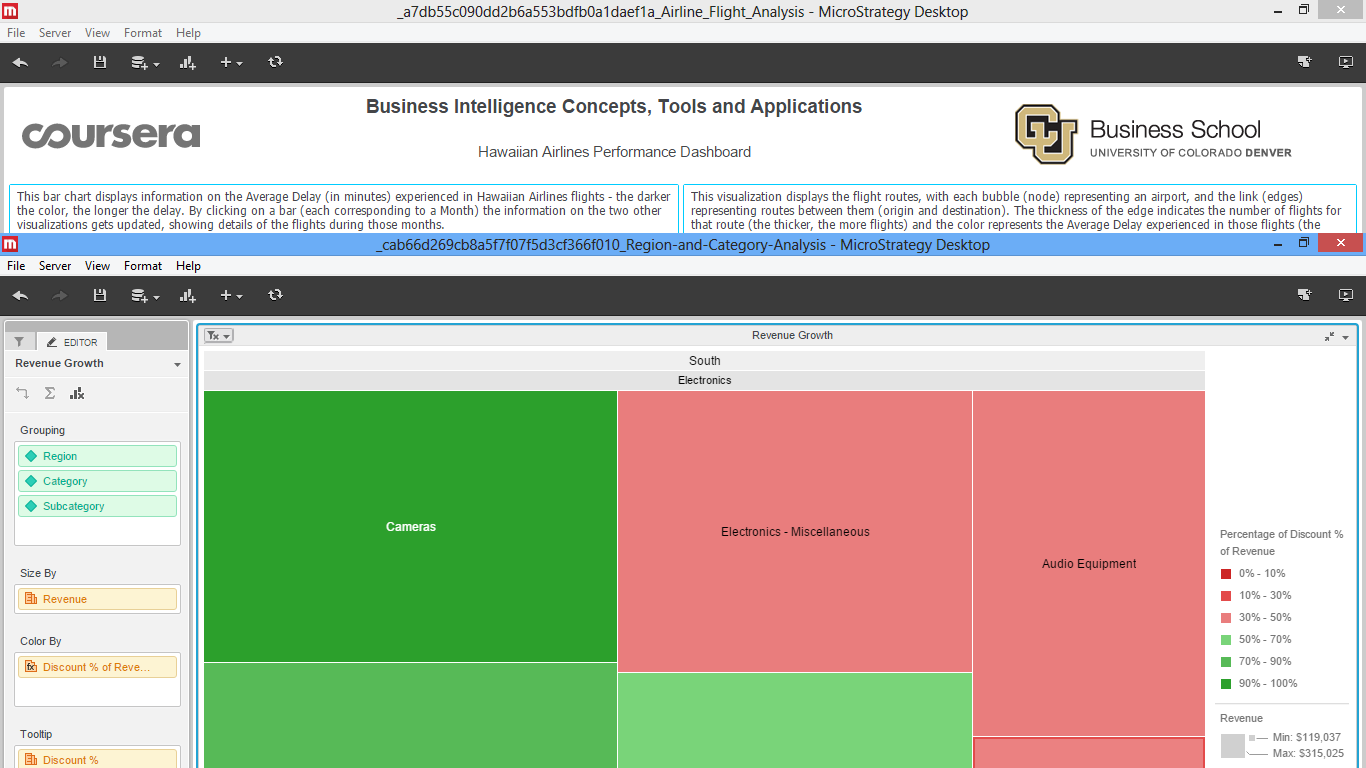 _a7db55c090dd2b6a553bdfb0a1daef1a_Airline_Flight_Analysis - MicroStrategy Desktop
File Server View Format Help
Business Intelligence Concepts, Tools and Applications
coursera
Hawaiian Airlines Performance Dashboard
CU
Business School
UNIVERSITY OF COLORADO DENVER
This bar chart displays information on the Average Delay (in minutes) experienced in Hawaiian Airlines flights - the darker
the color, the longer the delay. By clicking on a bar (each corresponding to a Month) the information on the two other
visualizations gets updated, showing details of the flights during those months.
This visualization displays the flight routes, with each bubble (node) representing an airport, and the link (edges)
representing routes between them (origin and destination). The thickness of the edge indicates the number of flights for
that route (the thicker, the more flights) and the color represents the Average Delay experienced in those flights (the
_cab66d269cb8a5f7f07f5d3cf366f010_Region-and-Category-Analysis - MicroStrategy Desktop
File Server View Format Help
EDITOR
Revenue Growth
Grouping
Region
Category
Subcategory
Size By
Revenue
Color By
Discount % of Reve...
Tooltip
Discount %
Revenue Growth
South
Electronics
Cameras
Electronics - Miscellaneous
Audio Equipment
Percentage of Discount %
of Revenue
0% - 10%
10% - 30%
30% - 50%
50% - 70%
70% - 90%
90% - 100%
Revenue
Min: $119,037
Max: $315,025